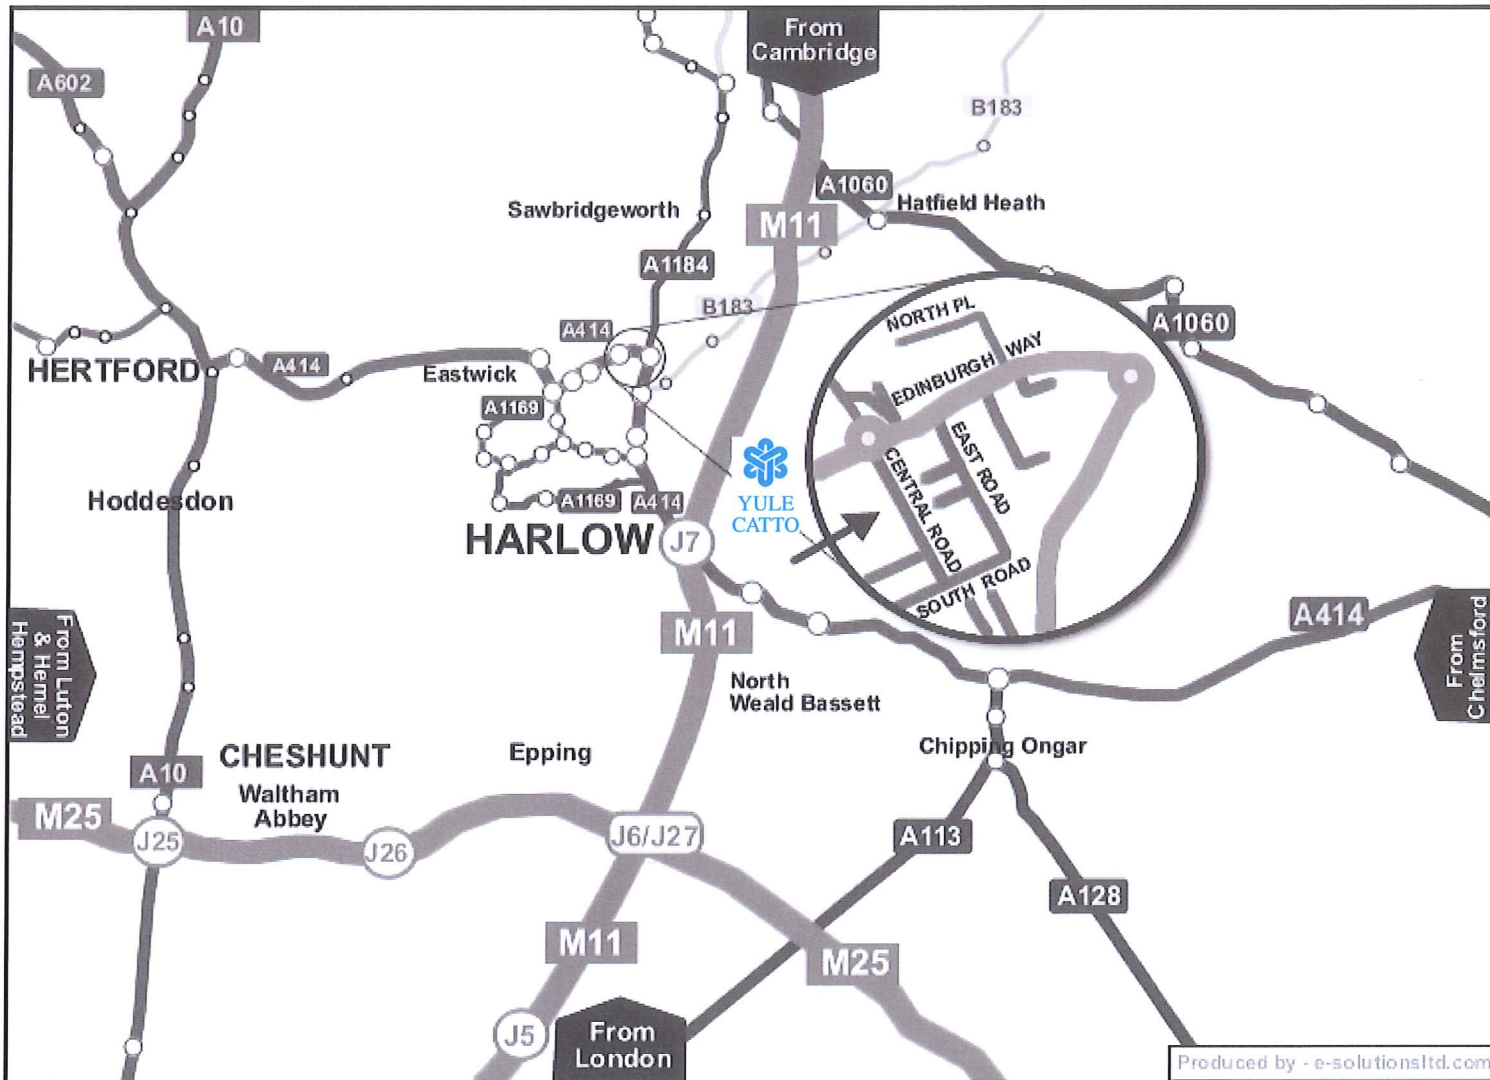 A10
From
Cambridge
A602
B183
A1060
Hatfield Heath
Sawbridgeworth
M11
A1184
B183
A414
NORTH PL
A1060
HERTFORD
A414
Eastwick
EDINBURGH WAY
A1169
EAST ROAD
CENTRAL ROAD
Hoddesdon
A1169
A414
YULE
CATTO
HARLOW
J7
SOUTH ROAD
A414
From Luton
& Hemel
Hempstead
M11
From
Chelmsford
North
Weald Bassett
Chipping Ongar
CHESHUNT
Epping
A10
Waltham
Abbey
M25
J25
J26
J6/J27
A113
A128
M11
M25
J5
From
London
Produced by - e-solutionsltd.com